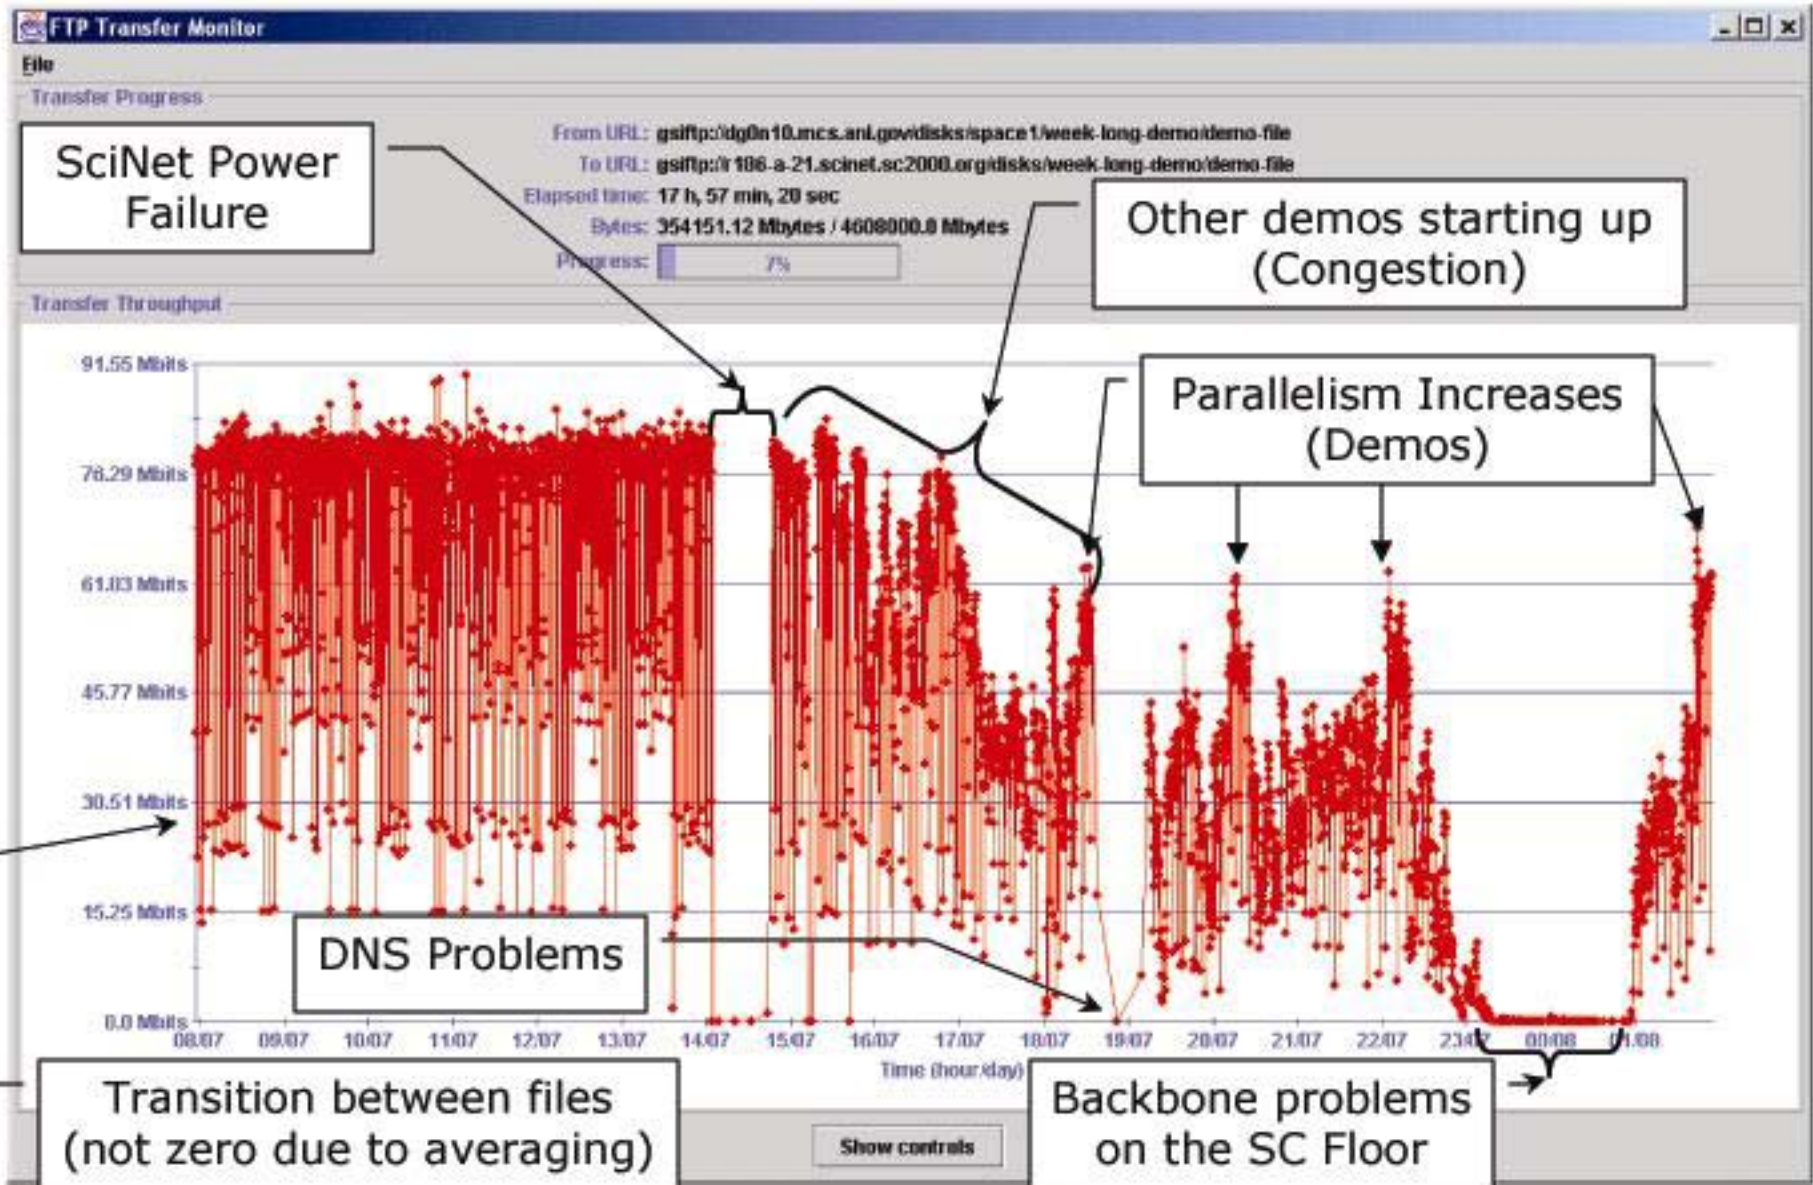 FTP Transfer Monitor
File
Transfer Progress
From URL: gsiftp://dg0n10.mcs.anl.gov/disks/space1/week-long-demo/demo-file
To URL: gsiftp://r186-a-21.scinet.sc2000.org/disks/week-long-demo/demo-file
Elapsed time: 17 h, 57 min, 20 sec
Bytes: 354151.12 Mbytes / 4608000.0 Mbytes
Progress: 7%
SciNet Power
Failure
Other demos starting up
(Congestion)
Transfer Throughput
Parallelism Increases
(Demos)
91.55 Mbits
76.29 Mbits
61.03 Mbits
45.77 Mbits
30.51 Mbits
15.25 Mbits
0.0 Mbits
DNS Problems
08/07 09/07 10/07 11/07 12/07 13/07 14/07 15/07 16/07 17/07 18/07 19/07 20/07 21/07 22/07 23/07 00/08 01/08
Time (hour/day)
Transition between files
(not zero due to averaging)
Backbone problems
on the SC Floor
Show controls